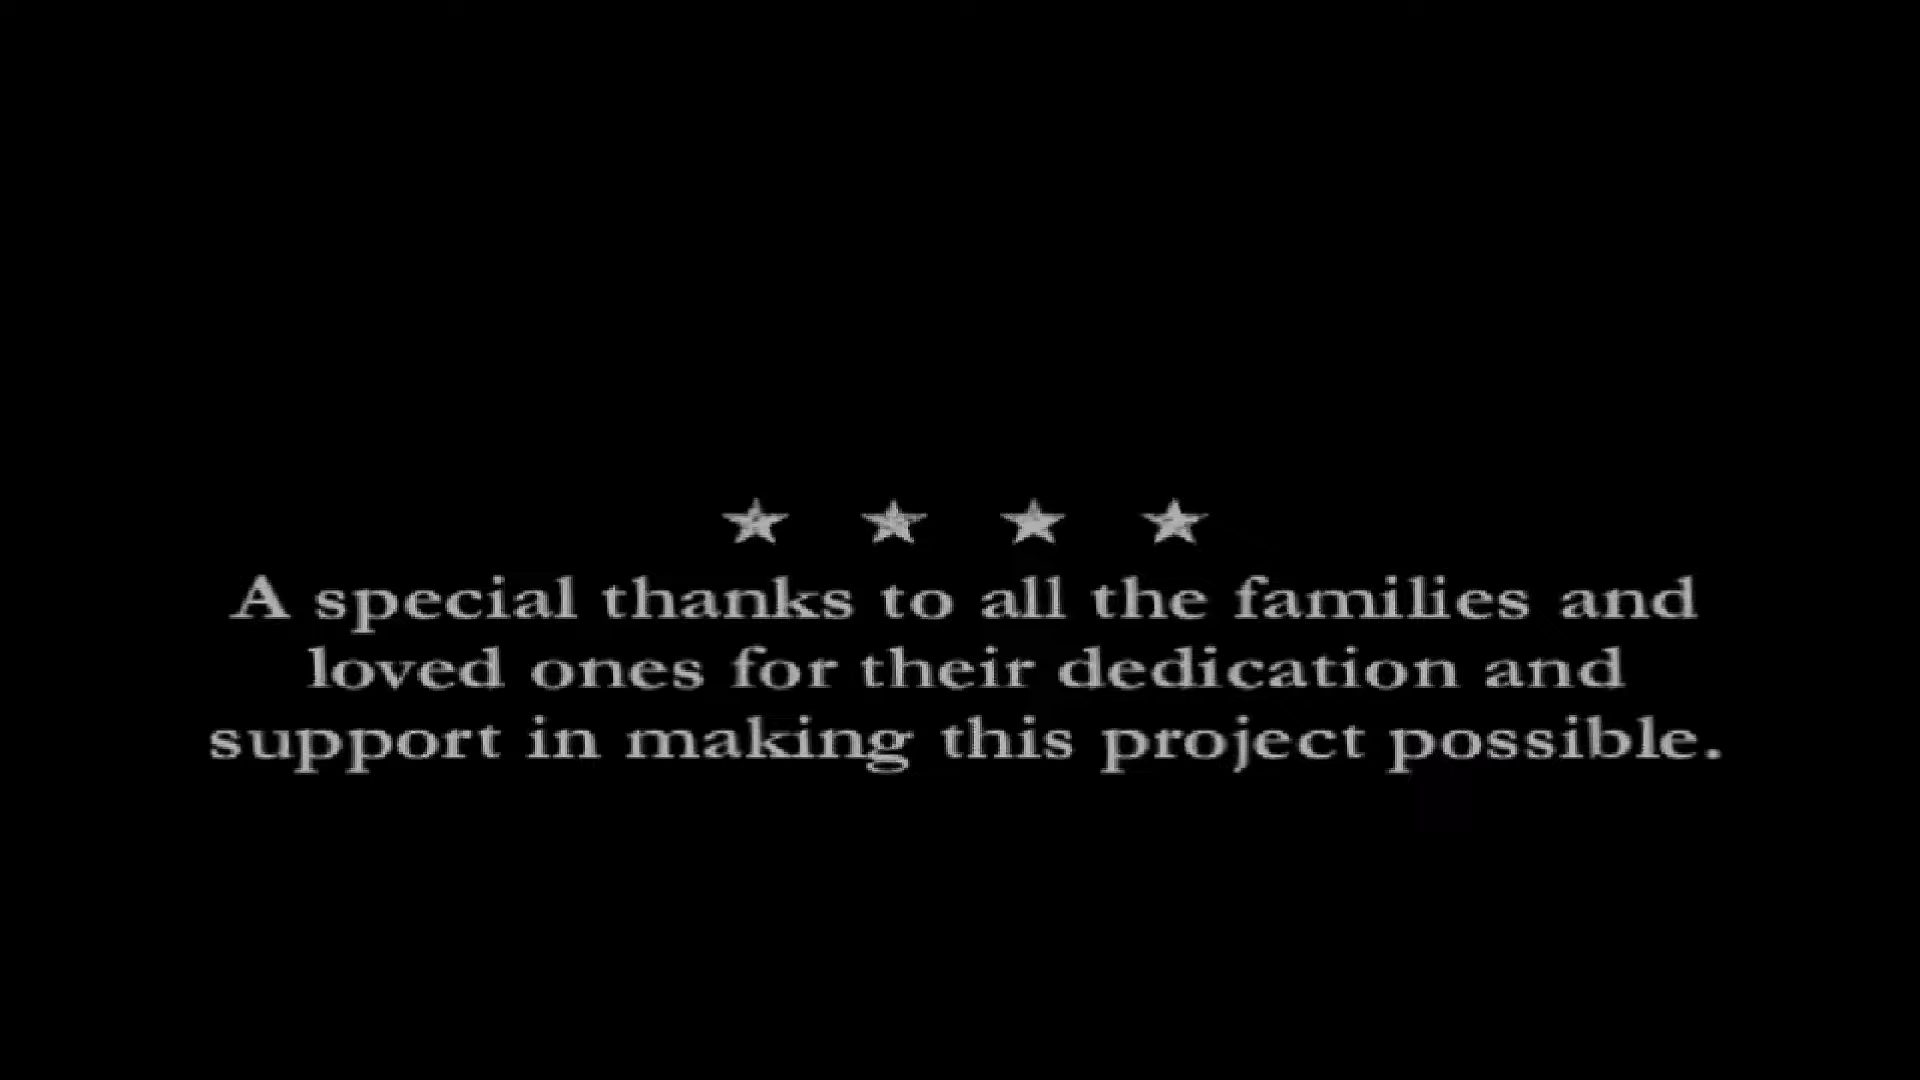 A special thanks to all the families and
loved ones for their dedication and
support in making this project possible.